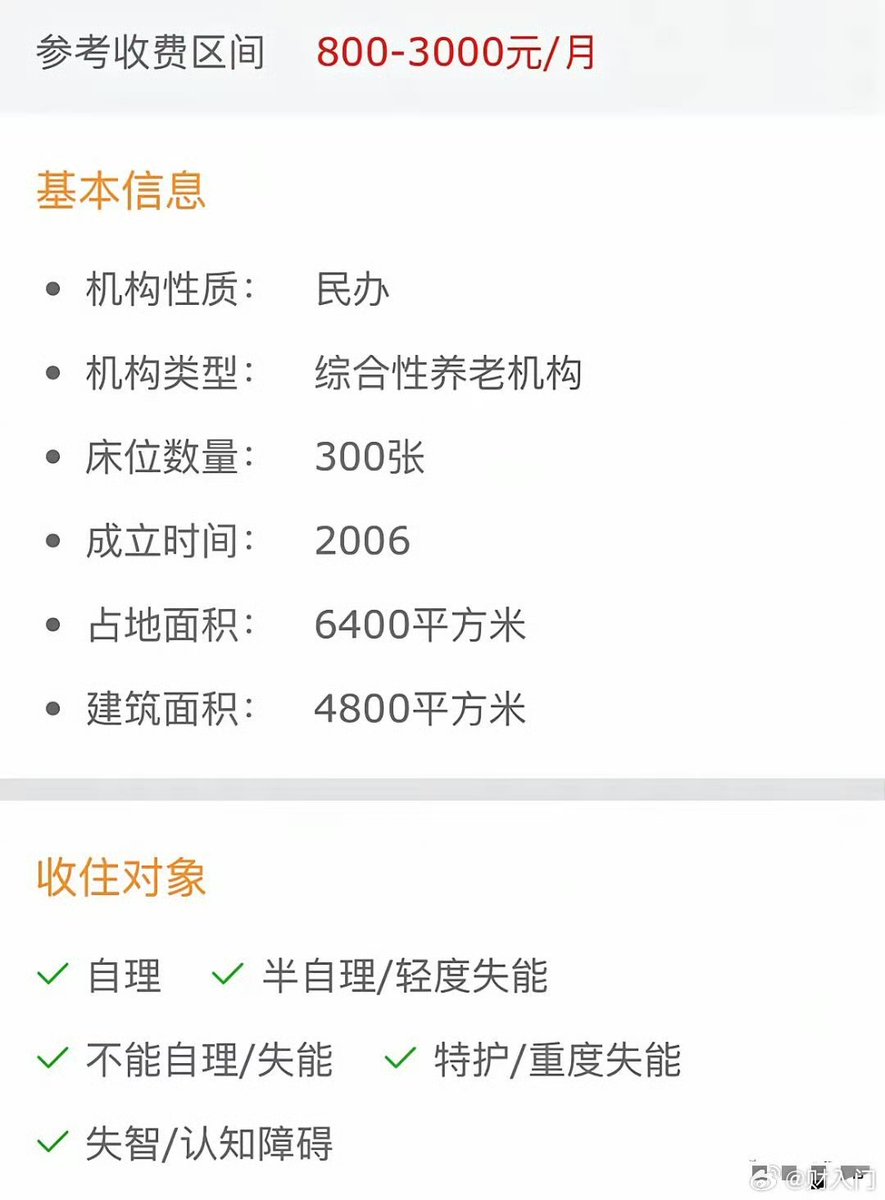 参考收费区间 800-3000元/月
基本信息
• 机构性质： 民办
• 机构类型： 综合性养老机构
• 床位数量： 300张
• 成立时间： 2006
• 占地面积： 6400平方米
• 建筑面积： 4800平方米
收住对象
✓ 自理 ✓ 半自理/轻度失能
✓ 不能自理/失能 ✓ 特护/重度失能
✓ 失智/认知障碍
@财入门